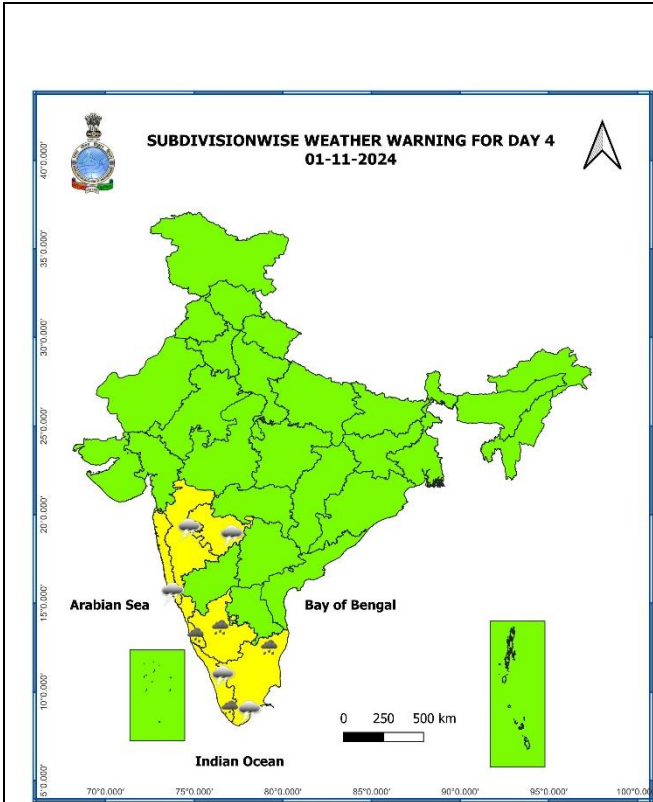 SUBDIVISIONWISE WEATHER WARNING FOR DAY 4
01-11-2024
40°0.000'
35°0.000'
30°0.000'
25°0.000'
20°0.000'
15°0.000'
10°0.000'
5°0.000'
Arabian Sea
Bay of Bengal
0 250 500 km
Indian Ocean
70°0.000' 75°0.000' 80°0.000' 85°0.000' 90°0.000' 95°0.000'